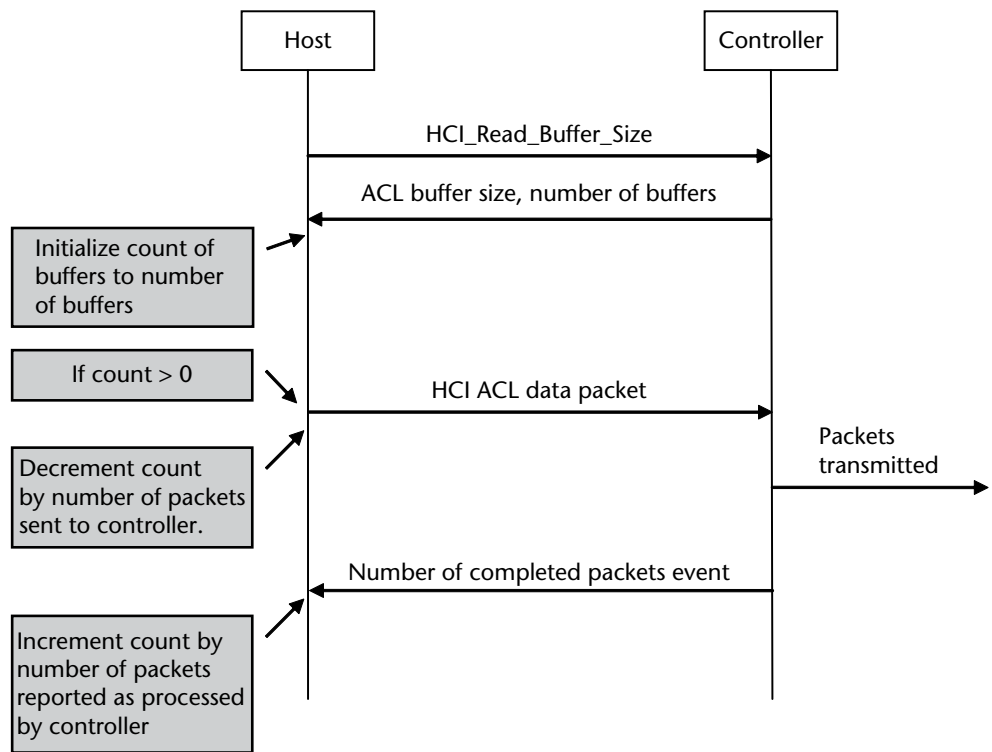 Host
Controller
HCI_Read_Buffer_Size
ACL buffer size, number of buffers
Initialize count of
buffers to number
of buffers
If count > 0
HCI ACL data packet
Decrement count
by number of packets
sent to controller.
Packets
transmitted
Number of completed packets event
Increment count by
number of packets
reported as processed
by controller